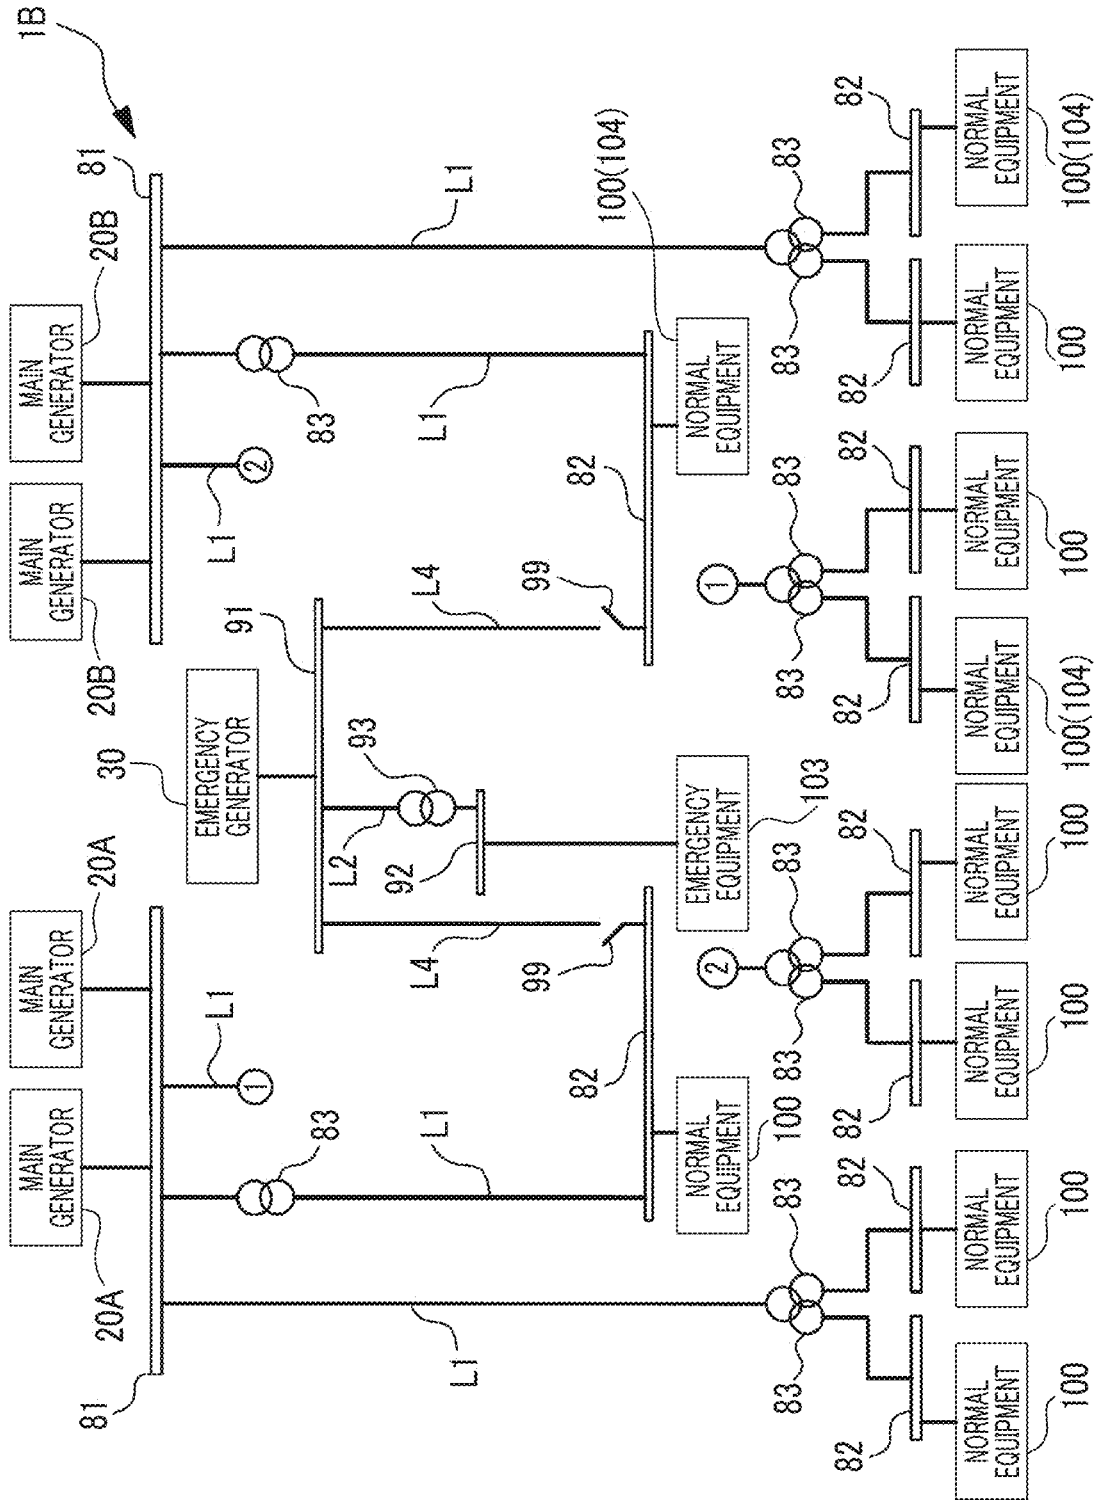 1B
MAIN
GENERATOR
MAIN
GENERATOR
MAIN
GENERATOR
MAIN
GENERATOR
81
20A
20A
30
20B
20B
81
EMERGENCY
GENERATOR
L1
91
L1
①
②
83
83
L2
93
92
L1
L4
L4
L1
L1
L1
99
99
82
82
100(104)
NORMAL
EQUIPMENT
EMERGENCY
EQUIPMENT
NORMAL
EQUIPMENT
②
①
100
103
83
83
83
83
83
83
83
83
82
82
82
82
82
82
82
82
NORMAL
EQUIPMENT
NORMAL
EQUIPMENT
NORMAL
EQUIPMENT
NORMAL
EQUIPMENT
NORMAL
EQUIPMENT
NORMAL
EQUIPMENT
NORMAL
EQUIPMENT
NORMAL
EQUIPMENT
100
100
100
100
100(104)
100
100
100(104)